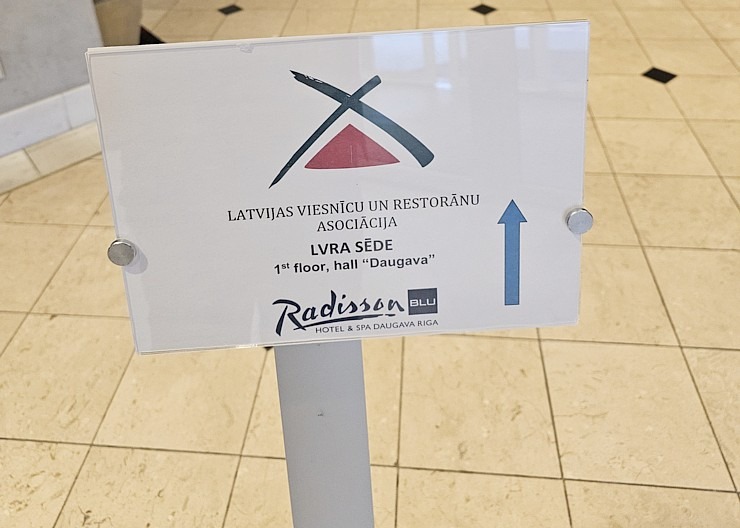 LATVIJAS VIESNĪCU UN RESTORĀNU
ASOCIĀCIJA
LVRA SĒDE
1st floor, hall “Daugava”
Radisson BLU
HOTEL & SPA DAUGAVA RIGA